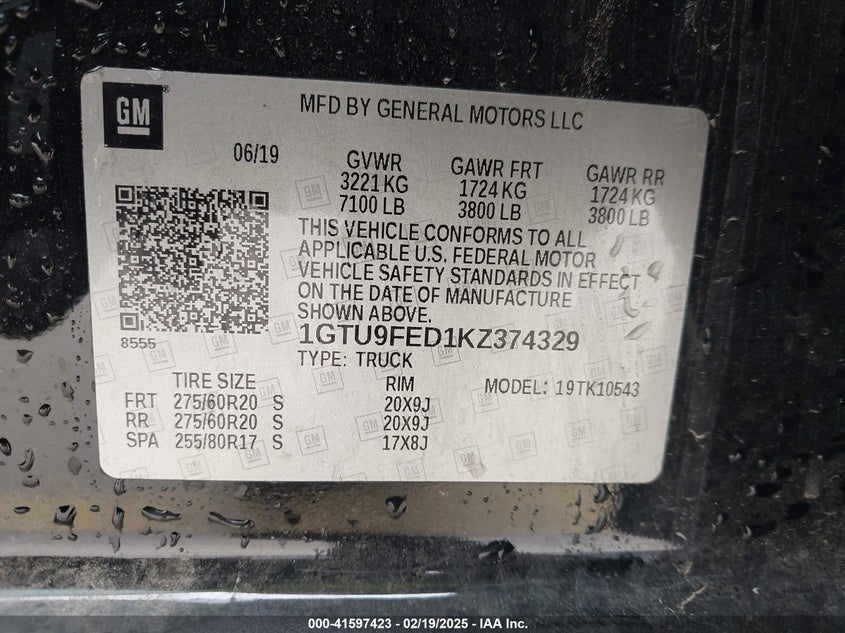 GM
MFD BY GENERAL MOTORS LLC
06/19
GVWR GAWR FRT GAWR RR
3221 KG 1724 KG 1724 KG
7100 LB 3800 LB 3800 LB
THIS VEHICLE CONFORMS TO ALL
APPLICABLE U.S. FEDERAL MOTOR
VEHICLE SAFETY STANDARDS IN EFFECT
ON THE DATE OF MANUFACTURE
SHOWN ABOVE.
8555
1GTU9FED1KZ374329
TYPE: TRUCK
TIRE SIZE RIM MODEL: 19TK10543
FRT 275/60R20 S 20X9J
RR 275/60R20 S 20X9J
SPA 255/80R17 S 17X8J
000-41597423 - 02/19/2025 - IAA Inc.